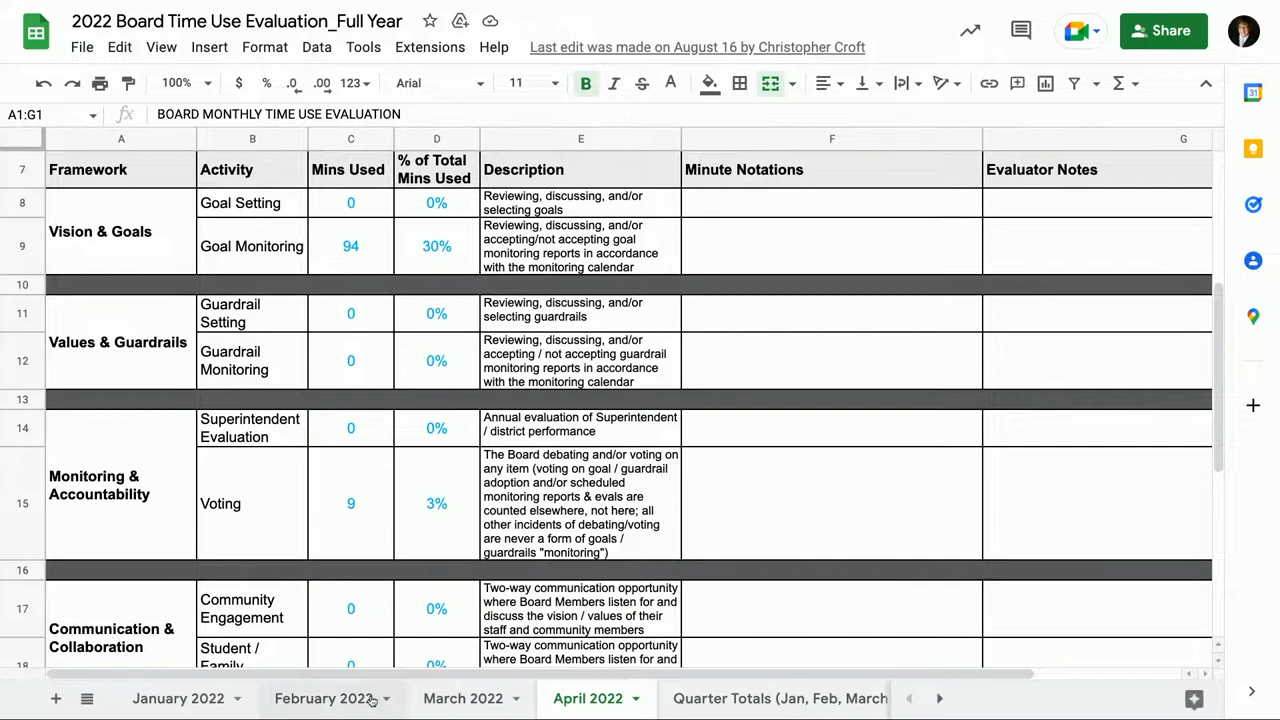 2022 Board Time Use Evaluation_Full Year
File Edit View Insert Format Data Tools Extensions Help Last edit was made on August 16 by Christopher Croft
Share
100% $ % .0 .00 123 Arial 11 B I S A
A1:G1 fx BOARD MONTHLY TIME USE EVALUATION
A B C D E F G
7 Framework Activity Mins Used % of Total Mins Used Description Minute Notations Evaluator Notes
8 Vision & Goals Goal Setting 0 0% Reviewing, discussing, and/or
selecting goals
9 Goal Monitoring 94 30% Reviewing, discussing, and/or
accepting/not accepting goal
monitoring reports in accordance
with the monitoring calendar
10
11 Values & Guardrails Guardrail Setting 0 0% Reviewing, discussing, and/or
selecting guardrails
12 Guardrail Monitoring 0 0% Reviewing, discussing, and/or
accepting / not accepting guardrail
monitoring reports in accordance
with the monitoring calendar
13
14 Monitoring & Accountability Superintendent Evaluation 0 0% Annual evaluation of Superintendent
/ district performance
15 Voting 9 3% The Board debating and/or voting on
any item (voting on goal / guardrail
adoption and/or scheduled
monitoring reports & evals are
counted elsewhere, not here; all
other incidents of debating/voting
are never a form of goals /
guardrails "monitoring")
16
17 Communication & Collaboration Community Engagement 0 0% Two-way communication opportunity
where Board Members listen for and
discuss the vision / values of their
staff and community members
18 Student / Family 0 0% Two-way communication opportunity
where Board Members listen for and
January 2022 February 2022 March 2022 April 2022 Quarter Totals (Jan, Feb, March